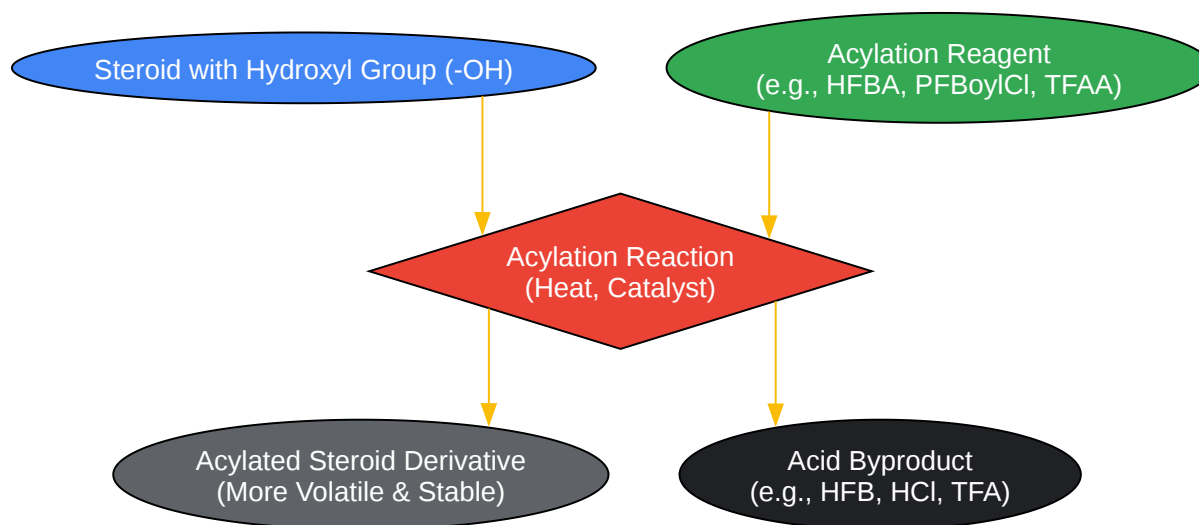 Steroid with Hydroxyl Group (-OH)
Acylation Reagent
(e.g., HFBA, PFBoylCl, TFAA)
Acylation Reaction
(Heat, Catalyst)
Acylated Steroid Derivative
(More Volatile & Stable)
Acid Byproduct
(e.g., HFB, HCl, TFA)